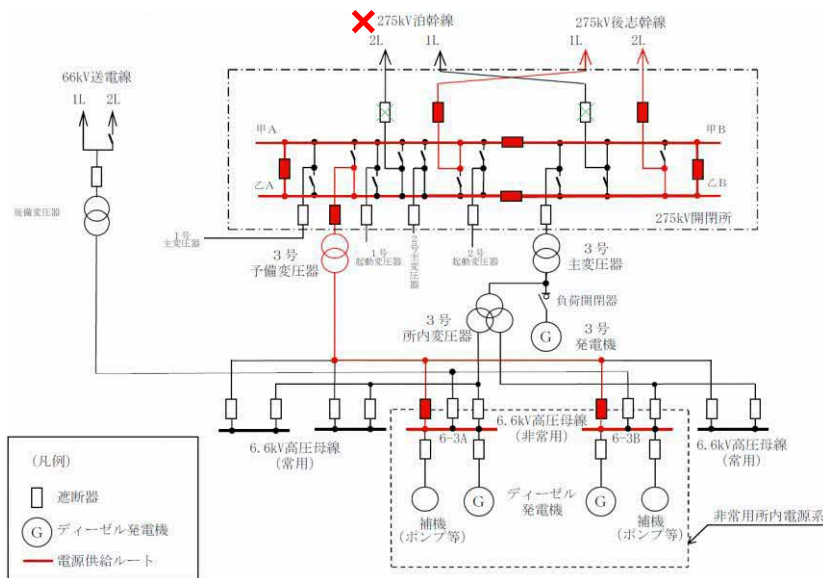 275kV泊幹線
2L
1L
275kV後志幹線
1L
2L
66kV送電線
1L
2L
甲A
甲B
乙A
乙B
275kV開閉所
後備変圧器
1号
主変圧器
3号
予備変圧器
1号
起動変圧器
2号主変圧器
2号
起動変圧器
3号
主変圧器
負荷開閉器
3号
所内変圧器
G
3号
発電機
6.6kV高圧母線
(常用)
6-3A
6.6kV高圧母線
(非常用)
6-3B
6.6kV高圧母線
(常用)
G
ディーゼル
発電機
G
補機
(ポンプ等)
補機
(ポンプ等)
非常用所内電源系
(凡例)
遮断器
G
ディーゼル発電機
電源供給ルート